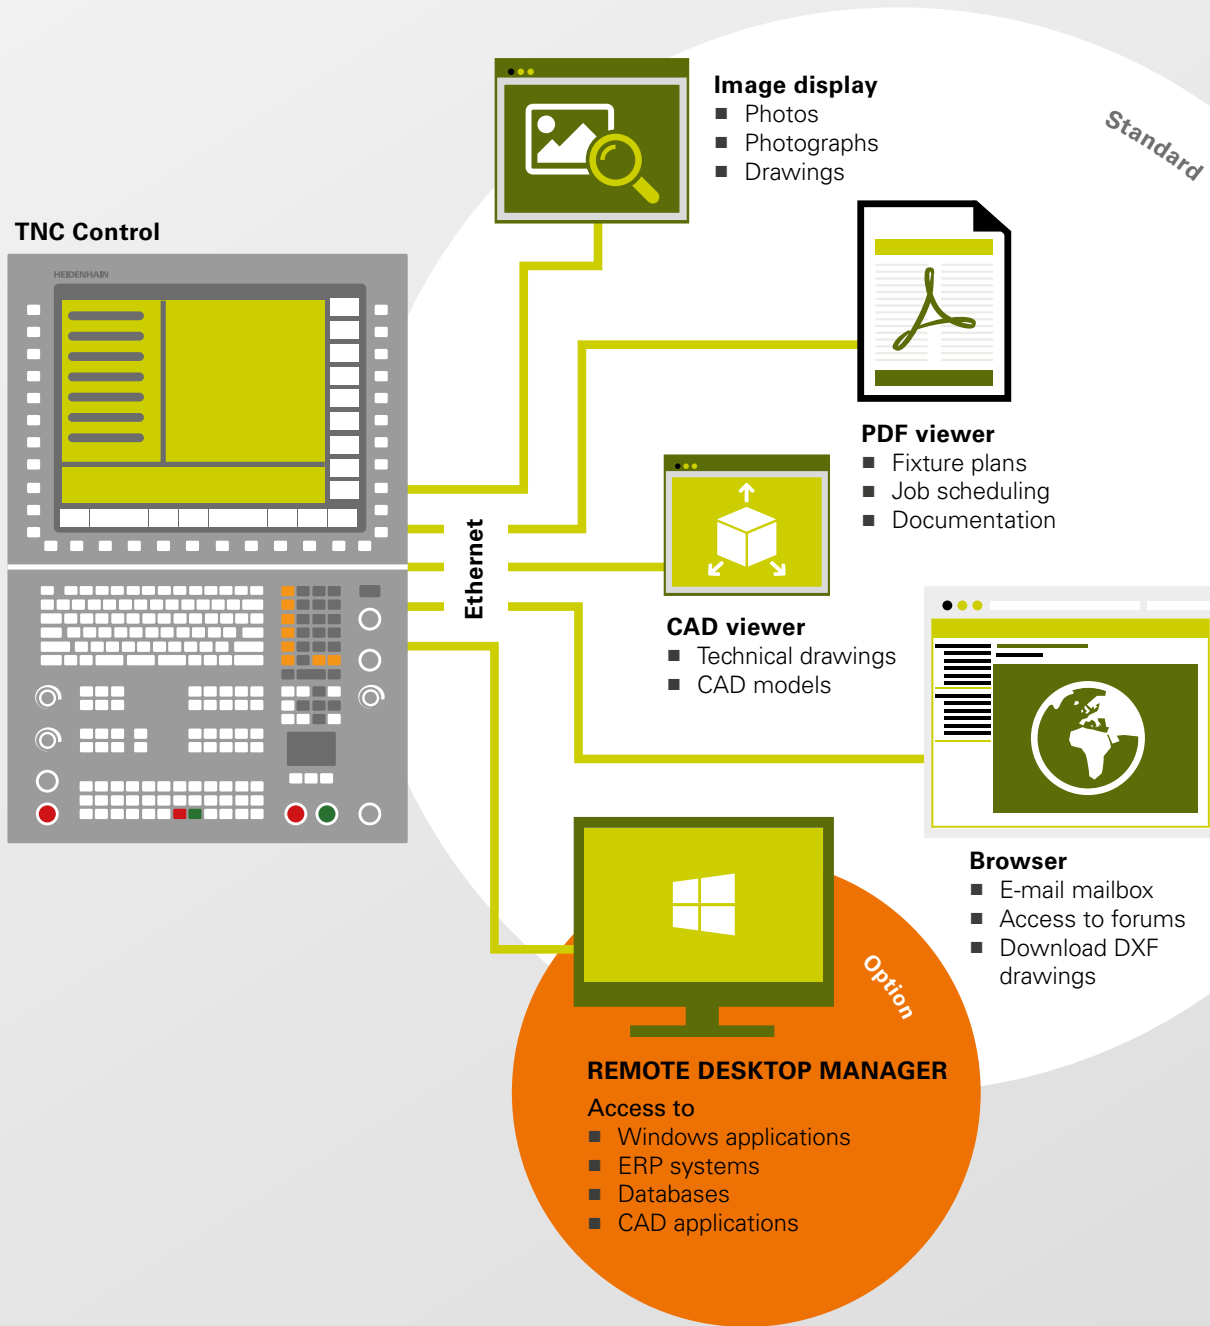 Image display
■ Photos
■ Photographs
■ Drawings
Standard
TNC Control
HEIDENHAIN
PDF viewer
■ Fixture plans
■ Job scheduling
■ Documentation
Ethernet
CAD viewer
■ Technical drawings
■ CAD models
Browser
■ E-mail mailbox
■ Access to forums
■ Download DXF
drawings
Option
REMOTE DESKTOP MANAGER
Access to
■ Windows applications
■ ERP systems
■ Databases
■ CAD applications